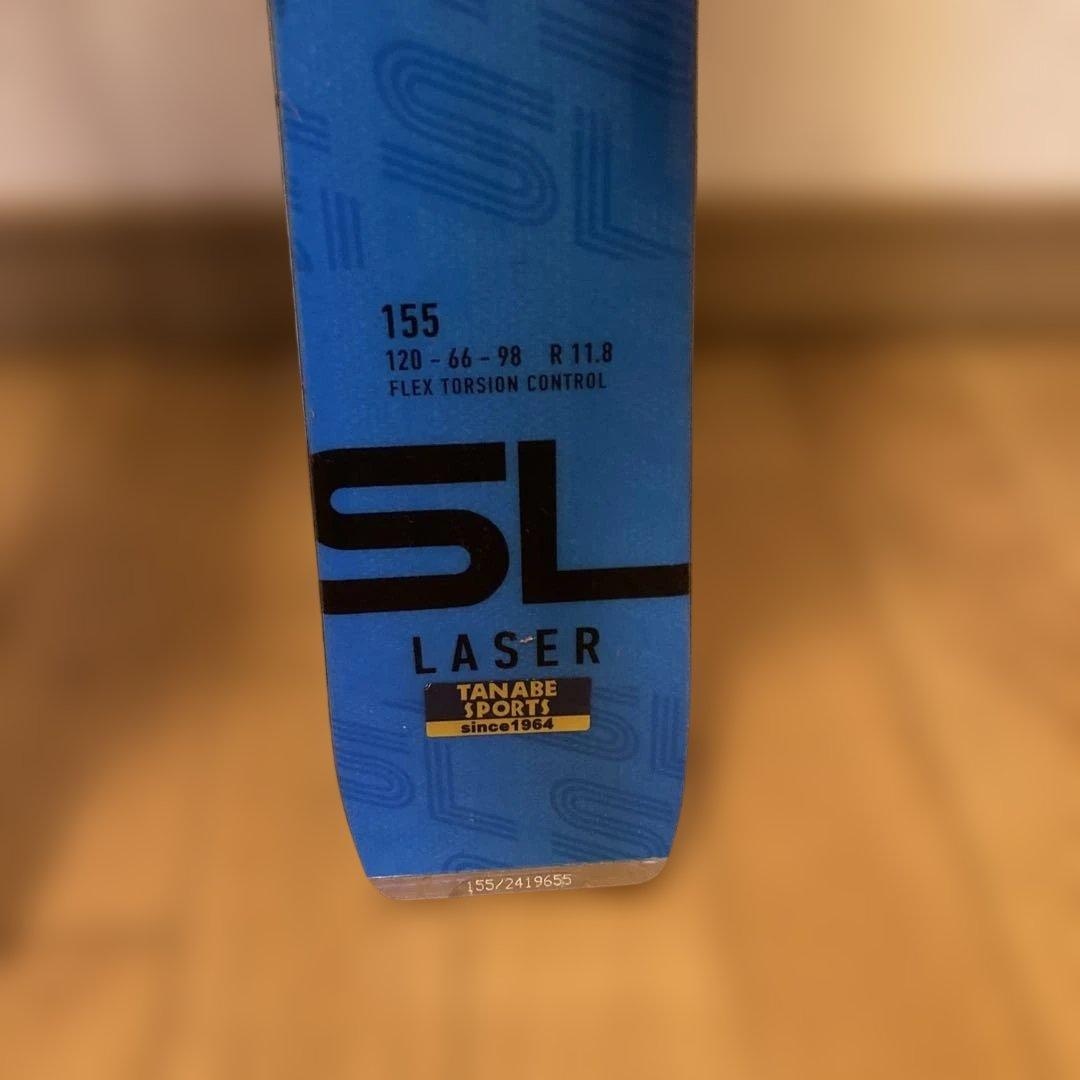 155
120 - 66 - 98 R 11.8
FLEX TORSION CONTROL
SL
LASER
TANABE
SPORTS
since1964
155/2419655